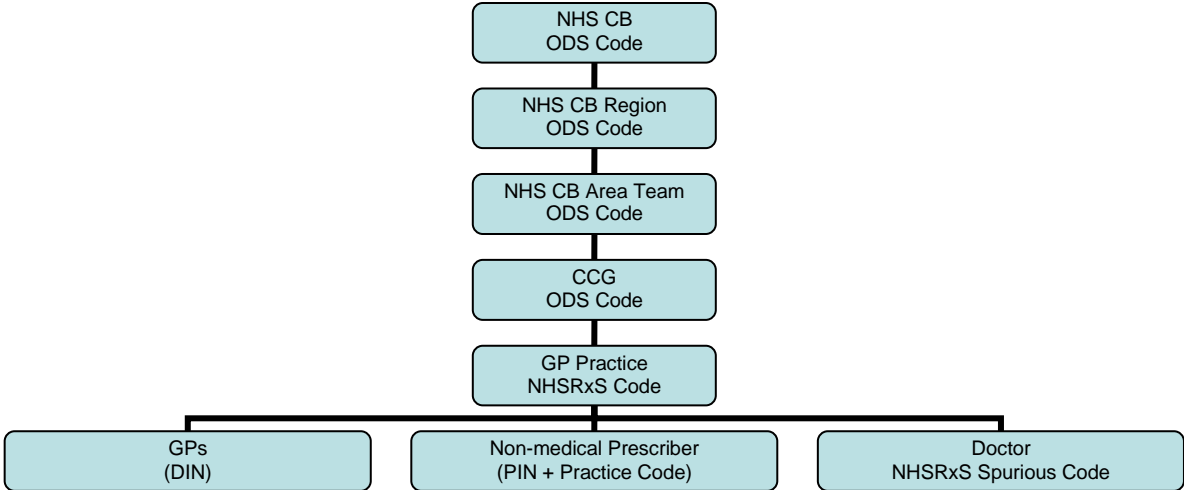 NHS CB
ODS Code
NHS CB Region
ODS Code
NHS CB Area Team
ODS Code
CCG
ODS Code
GP Practice
NHSRxS Code
GPs
(DIN)
Non-medical Prescriber
(PIN + Practice Code)
Doctor
NHSRxS Spurious Code